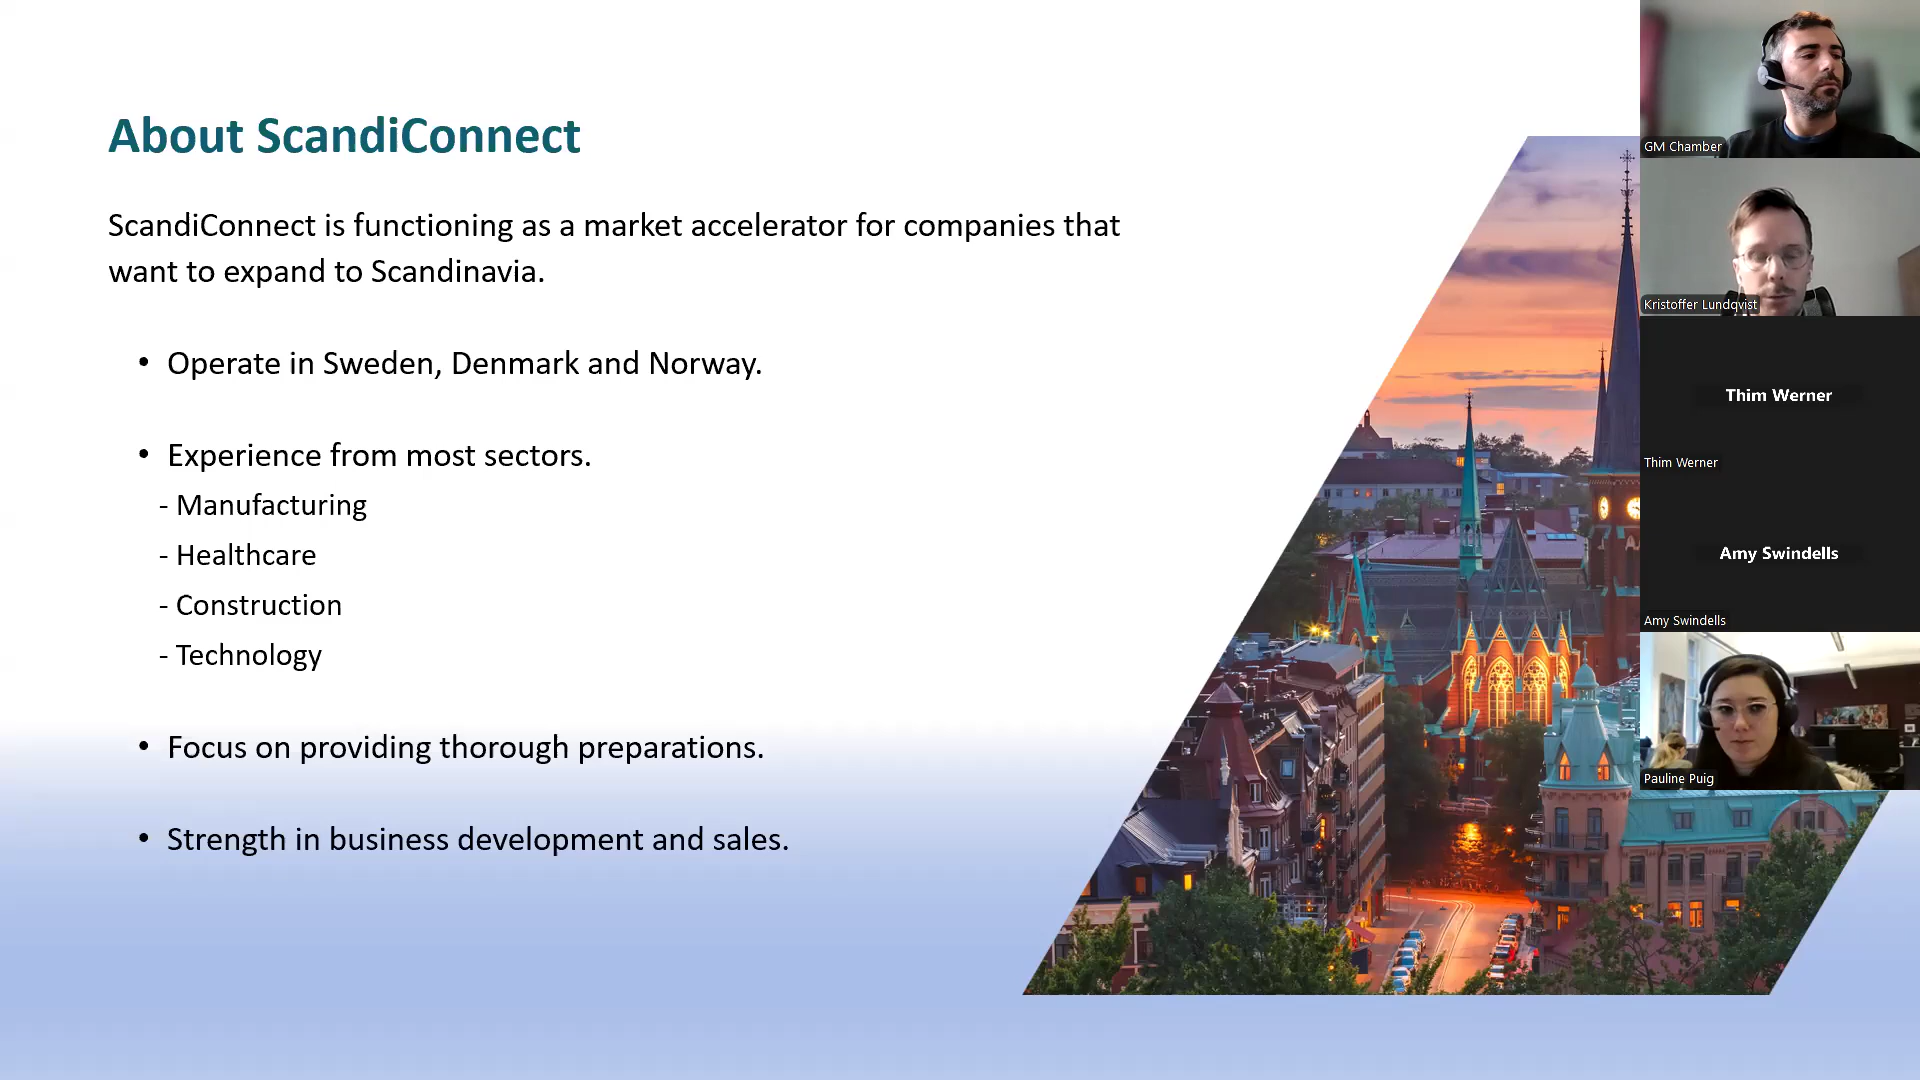 About ScandiConnect
ScandiConnect is functioning as a market accelerator for companies that
want to expand to Scandinavia.
• Operate in Sweden, Denmark and Norway.
• Experience from most sectors.
- Manufacturing
- Healthcare
- Construction
- Technology
• Focus on providing thorough preparations.
• Strength in business development and sales.
GM Chamber
Kristoffer Lundqvist
Thim Werner
Thim Werner
Amy Swindells
Amy Swindells
Pauline Puig